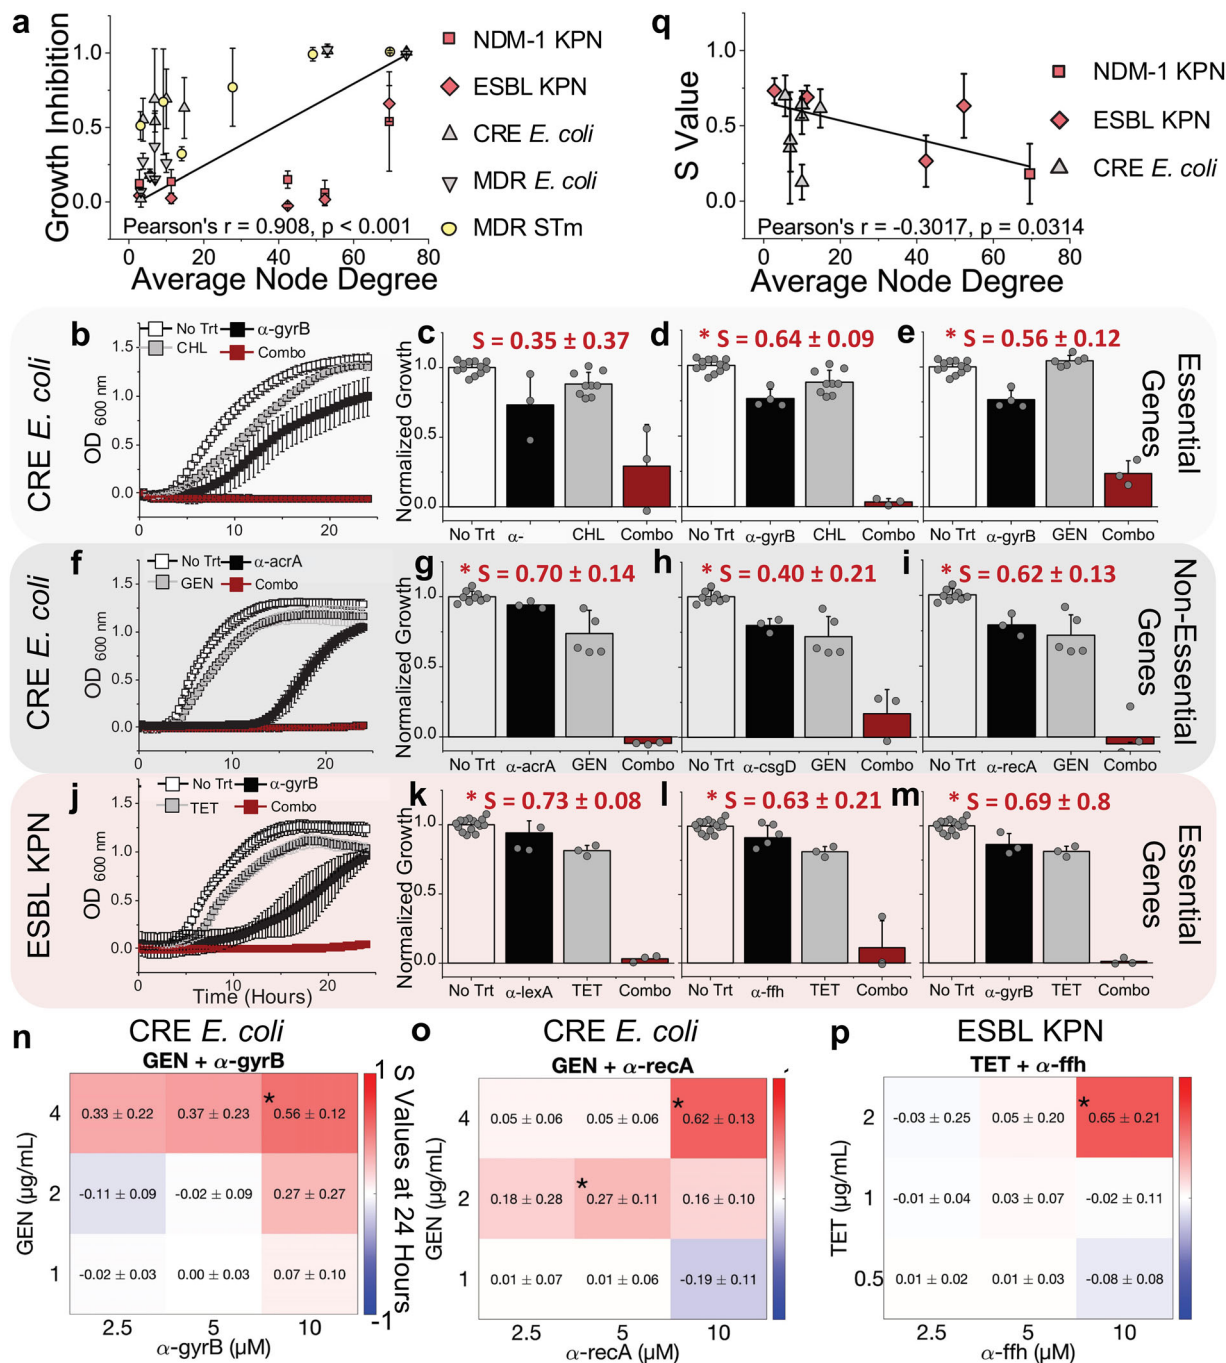 a
Growth Inhibition
1.0
0.5
0.0
Pearson's r = 0.908, p < 0.001
0 20 40 60 80
Average Node Degree
NDM-1 KPN
ESBL KPN
CRE E. coli
MDR E. coli
MDR STm
q
S Value
1.0
0.5
0.0
Pearson's r = -0.3017, p = 0.0314
0 20 40 60 80
Average Node Degree
NDM-1 KPN
ESBL KPN
CRE E. coli
CRE E. coli
b
No Trt α-gyrB
CHL Combo
OD 600 nm
1.5
1.0
0.5
0.0
0 10 20
c
S = 0.35 ± 0.37
Normalized Growth
1.0
0.5
0.0
No Trt α- CHL Combo
d
* S = 0.64 ± 0.09
No Trt α-gyrB CHL Combo
e
* S = 0.56 ± 0.12
No Trt α-gyrB GEN Combo
Essential
Genes
CRE E. coli
f
No Trt α-acrA
GEN Combo
OD 600 nm
1.5
1.0
0.5
0.0
0 10 20
g
* S = 0.70 ± 0.14
Normalized Growth
1.0
0.5
0.0
No Trt α-acrA GEN Combo
h
* S = 0.40 ± 0.21
No Trt α-csgD GEN Combo
i
* S = 0.62 ± 0.13
No Trt α-recA GEN Combo
Non-Essential
Genes
ESBL KPN
j
No Trt α-gyrB
TET Combo
OD 600 nm
1.5
1.0
0.5
0.0
0 10 20
Time (Hours)
k
* S = 0.73 ± 0.08
Normalized Growth
1.0
0.5
0.0
No Trt α-lexA TET Combo
l
* S = 0.63 ± 0.21
No Trt α-ffh TET Combo
m
* S = 0.69 ± 0.8
No Trt α-gyrB TET Combo
Essential
Genes
n
CRE E. coli
GEN + α-gyrB
GEN (µg/mL)
4 0.33 ± 0.22 0.37 ± 0.23 * 0.56 ± 0.12
2 -0.11 ± 0.09 -0.02 ± 0.09 0.27 ± 0.27
1 -0.02 ± 0.03 0.00 ± 0.03 0.07 ± 0.10
2.5 5 10
α-gyrB (µM)
1
-1
S Values at 24 Hours
o
CRE E. coli
GEN + α-recA
GEN (µg/mL)
4 0.05 ± 0.06 0.05 ± 0.06 * 0.62 ± 0.13
2 0.18 ± 0.28 * 0.27 ± 0.11 0.16 ± 0.10
1 0.01 ± 0.07 0.01 ± 0.06 -0.19 ± 0.11
2.5 5 10
α-recA (µM)
p
ESBL KPN
TET + α-ffh
TET (µg/mL)
2 -0.03 ± 0.25 0.05 ± 0.20 * 0.65 ± 0.21
1 -0.01 ± 0.04 0.03 ± 0.07 -0.02 ± 0.11
0.5 0.01 ± 0.02 0.01 ± 0.03 -0.08 ± 0.08
2.5 5 10
α-ffh (µM)